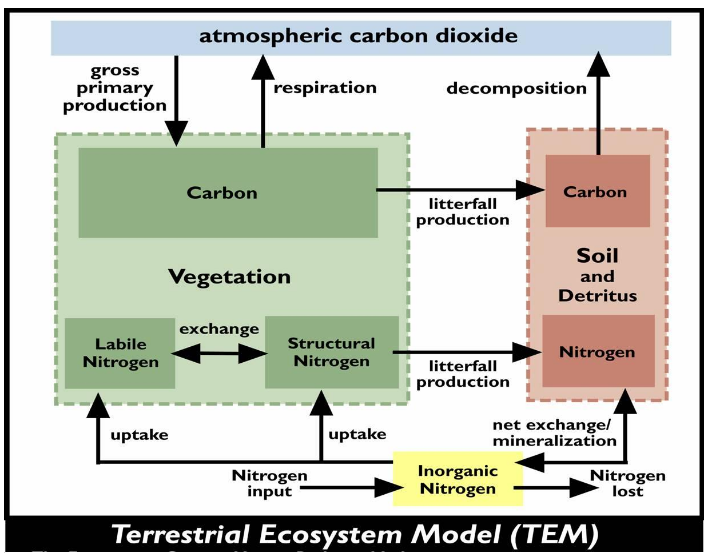 atmospheric carbon dioxide
gross
primary
production
respiration
decomposition
Carbon
litterfall
production
Carbon
Vegetation
Soil
and
Detritus
Labile
Nitrogen
exchange
Structural
Nitrogen
litterfall
production
Nitrogen
uptake
uptake
net exchange/
mineralization
Nitrogen
input
Inorganic
Nitrogen
Nitrogen
lost
Terrestrial Ecosystem Model (TEM)